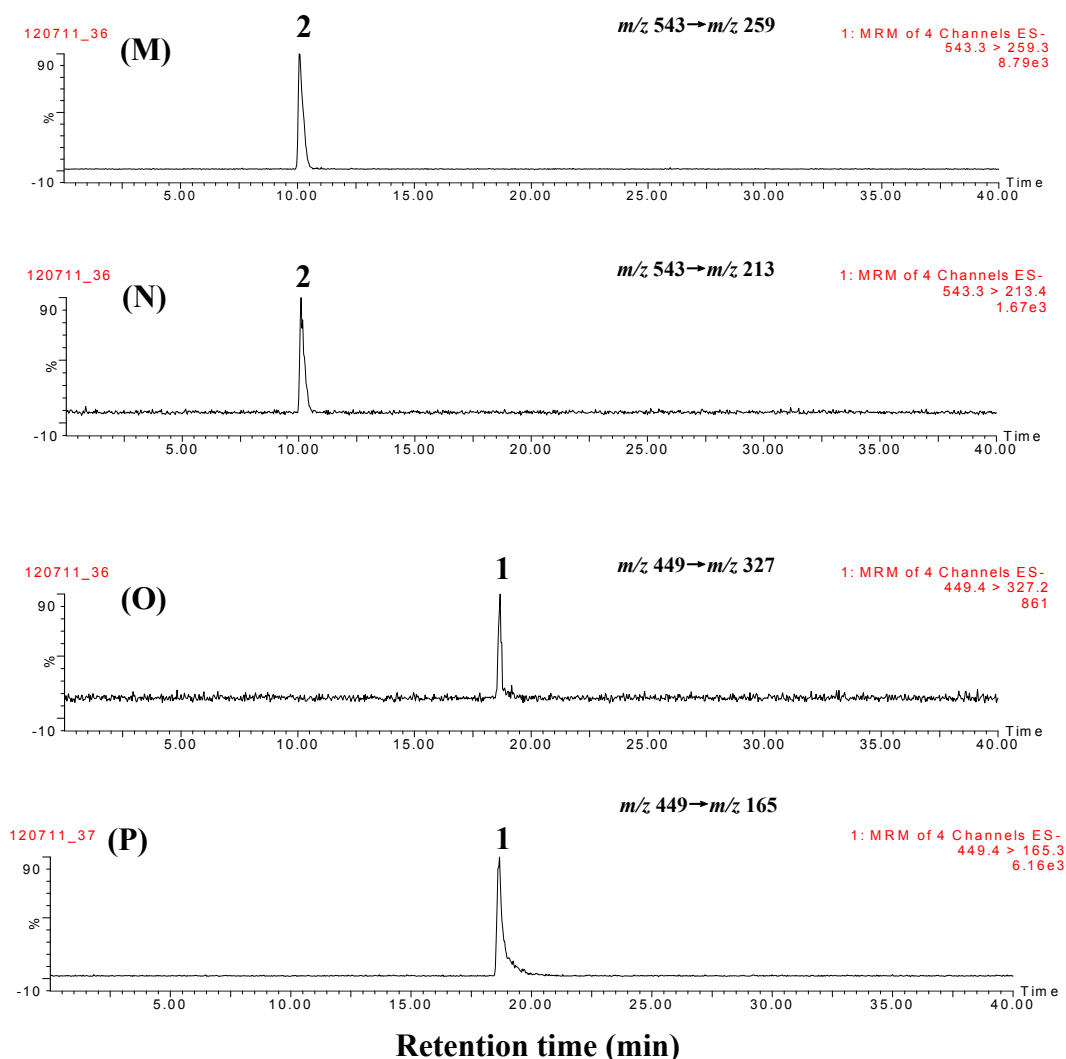 120711_36
(M)
2
m/z 543→m/z 259
1: MRM of 4 Channels ES-
543.3 > 259.3
8.79e3
90
%
-10
5.00 10.00 15.00 20.00 25.00 30.00 35.00 40.00
Time
120711_36
(N)
2
m/z 543→m/z 213
1: MRM of 4 Channels ES-
543.3 > 213.4
1.67e3
90
%
-10
5.00 10.00 15.00 20.00 25.00 30.00 35.00 40.00
Time
120711_36
(O)
1
m/z 449→m/z 327
1: MRM of 4 Channels ES-
449.4 > 327.2
861
90
%
-10
5.00 10.00 15.00 20.00 25.00 30.00 35.00 40.00
Time
120711_37
(P)
1
m/z 449→m/z 165
1: MRM of 4 Channels ES-
449.4 > 165.3
6.16e3
90
%
-10
5.00 10.00 15.00 20.00 25.00 30.00 35.00 40.00
Time
Retention time (min)